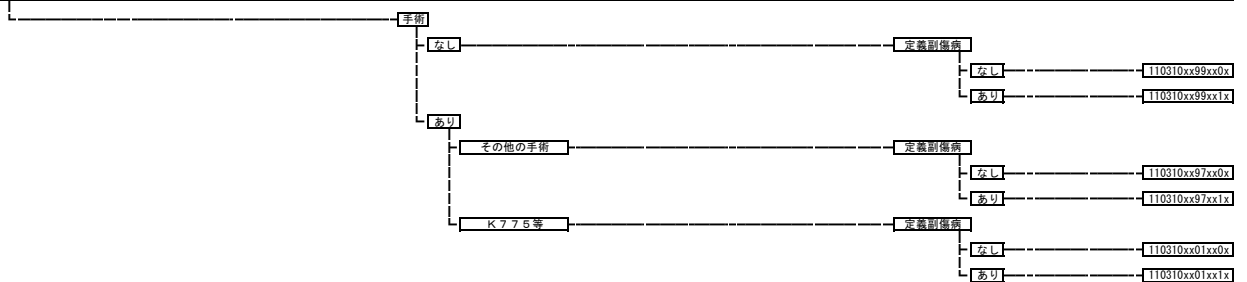 手術
なし 定義副傷病
なし 110310xx99xx0x
あり 110310xx99xx1x
あり
その他の手術 定義副傷病
なし 110310xx97xx0x
あり 110310xx97xx1x
Ｋ７７５等 定義副傷病
なし 110310xx01xx0x
あり 110310xx01xx1x